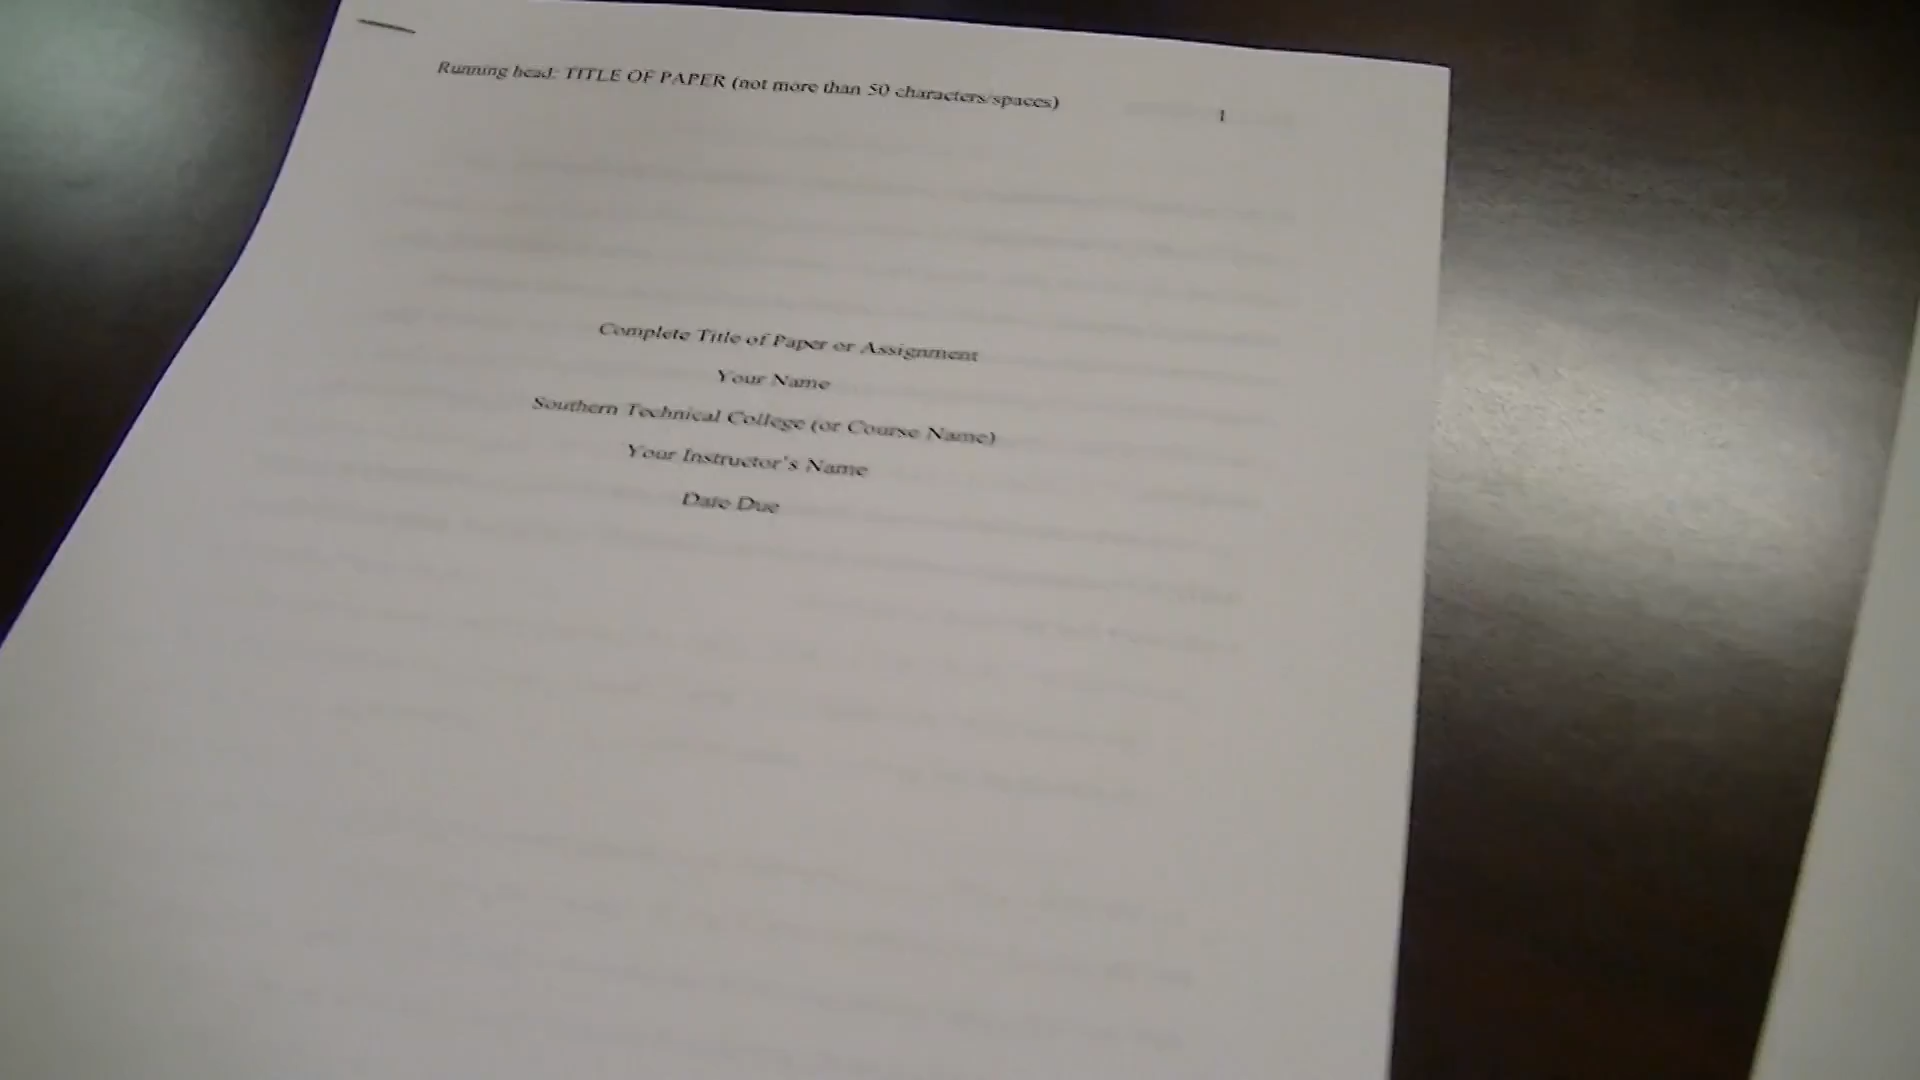 Running head: TITLE OF PAPER (not more than 50 characters/spaces)
1
Complete Title of Paper or Assignment
Your Name
Southern Technical College (or Course Name)
Your Instructor's Name
Date Due